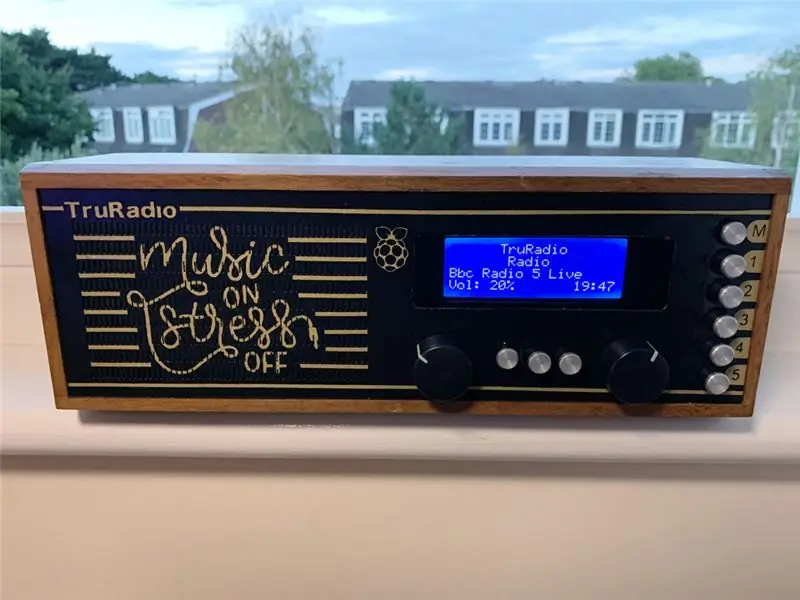 TruRadio
music
ON
stress
OFF
TruRadio
Radio
Bbc Radio 5 Live
Vol: 20% 19:47
M
1
2
3
4
5